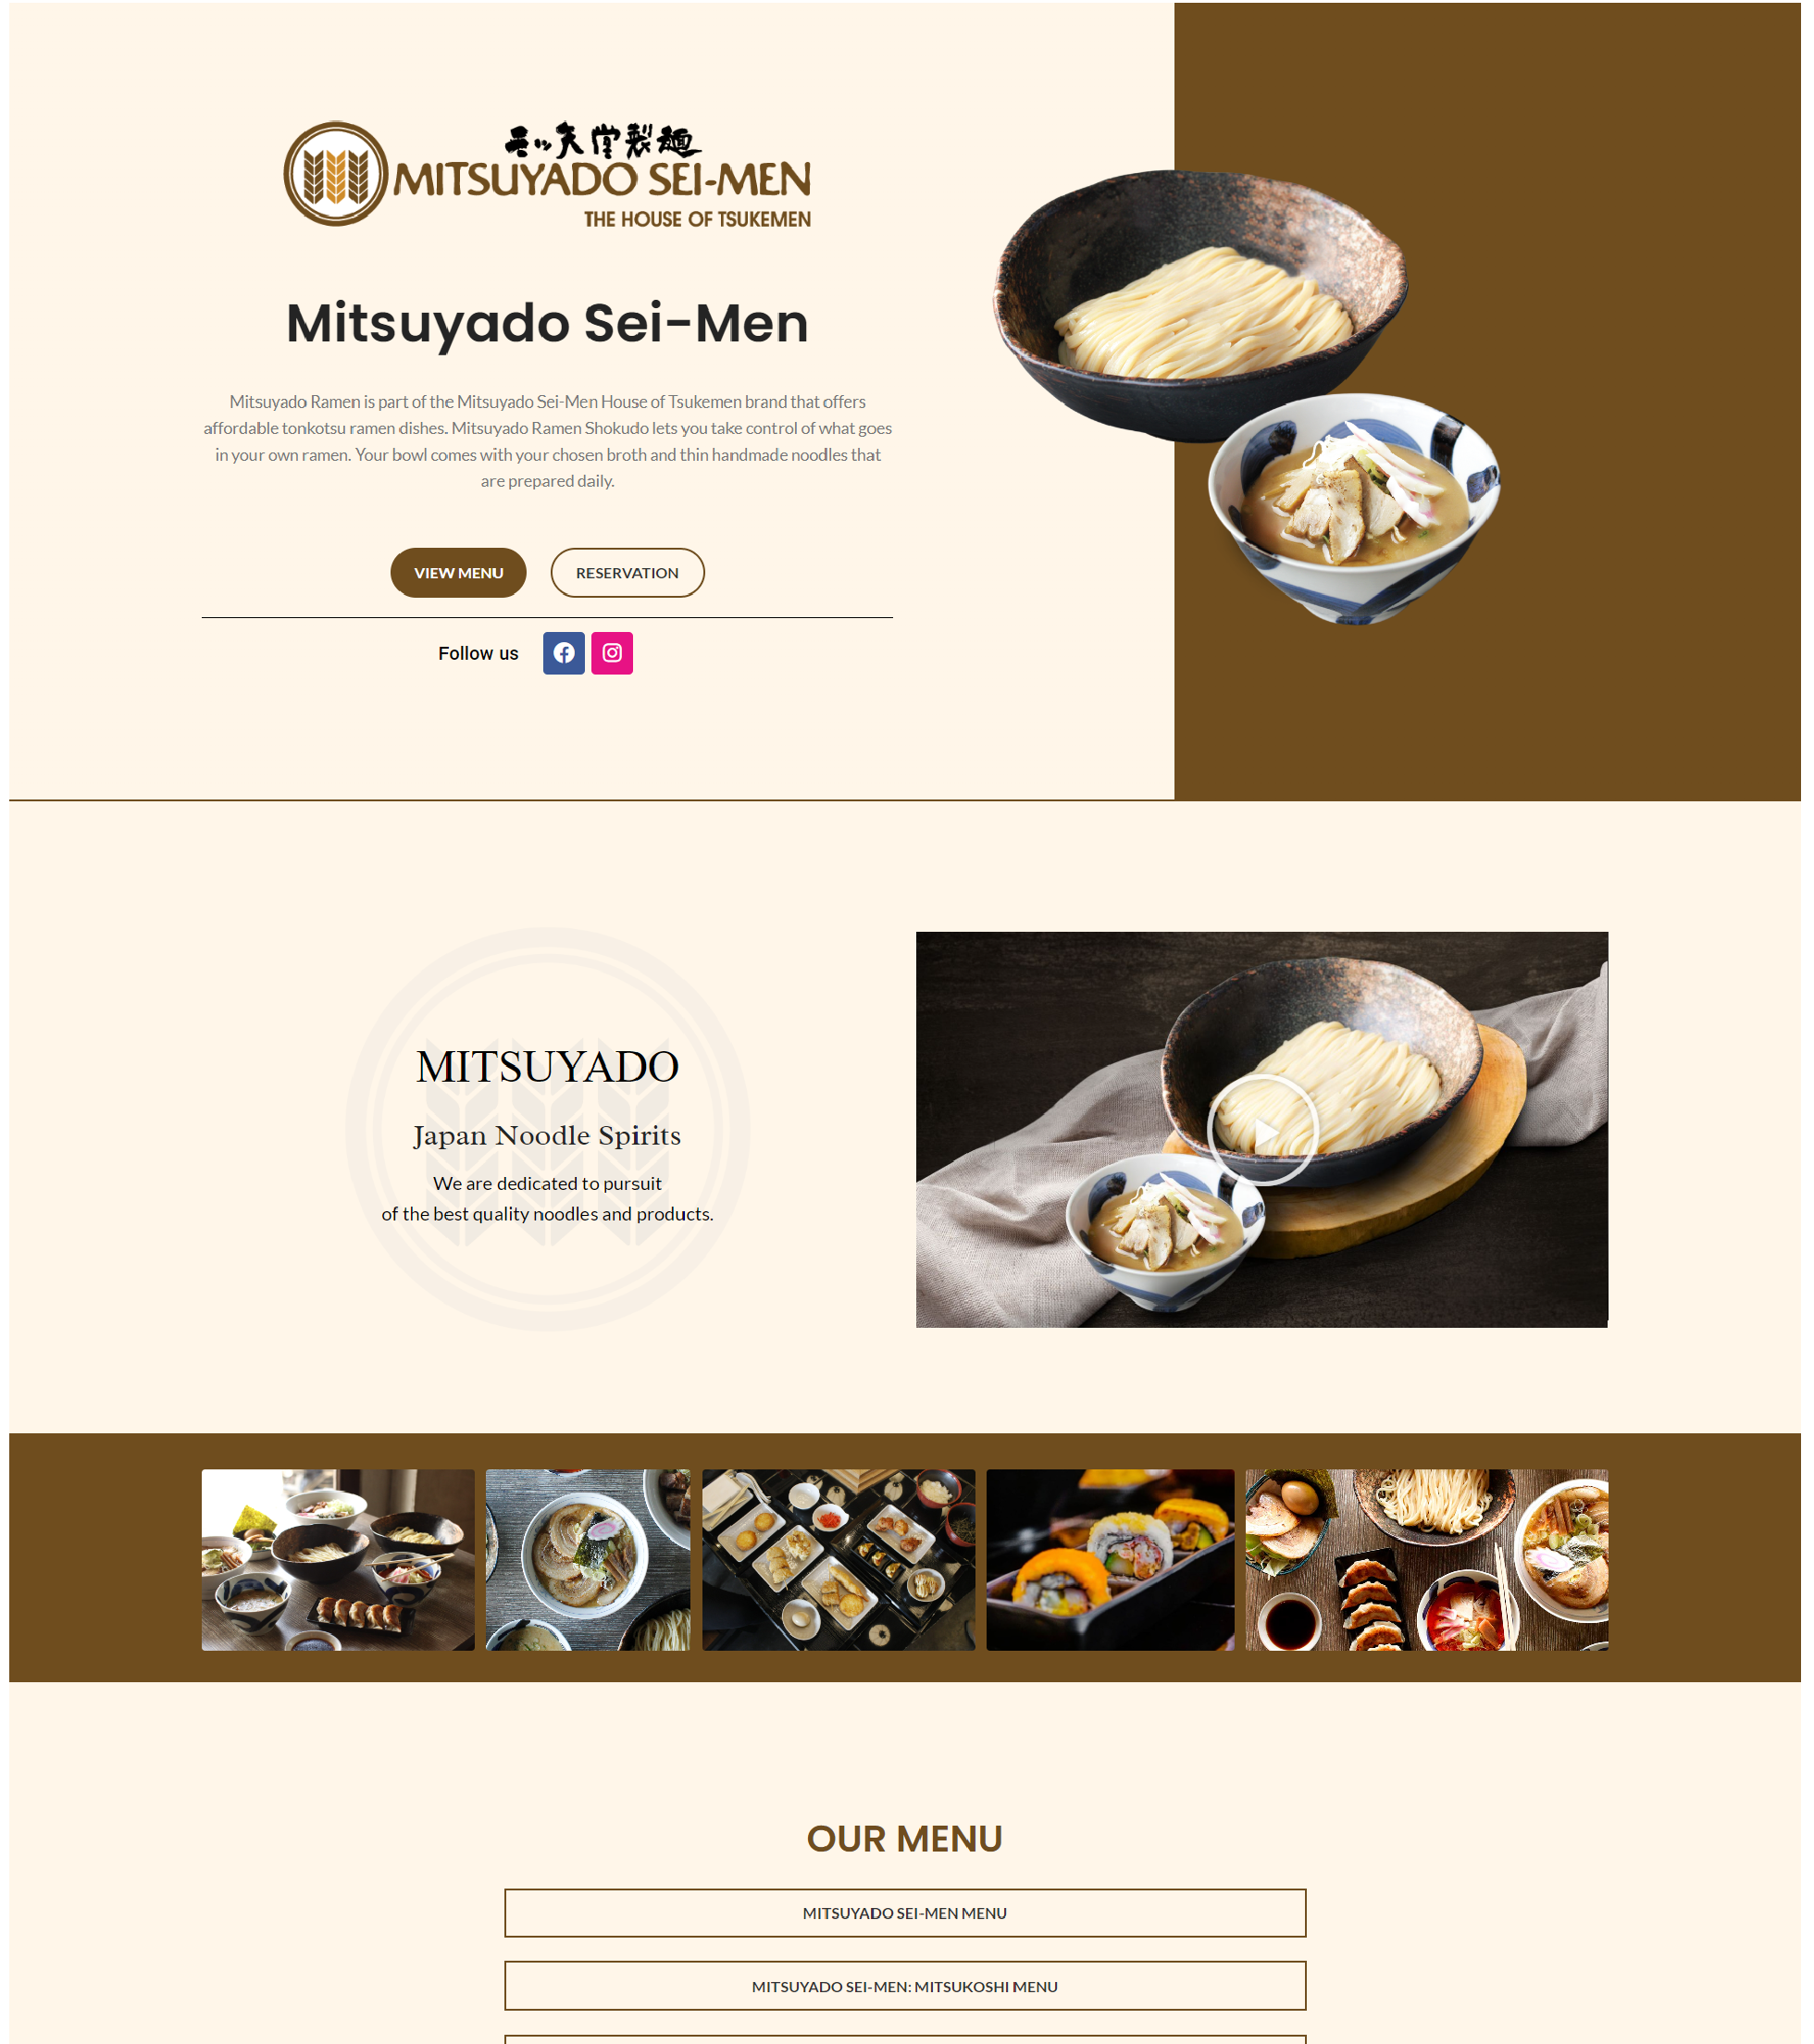 三ツ矢堂製麺
MITSUYADO SEI-MEN
THE HOUSE OF TSUKEMEN
Mitsuyado Sei-Men
Mitsuyado Ramen is part of the Mitsuyado Sei-Men House of Tsukemen brand that offers
affordable tonkotsu ramen dishes. Mitsuyado Ramen Shokudo lets you take control of what goes
in your own ramen. Your bowl comes with your chosen broth and thin handmade noodles that
are prepared daily.
VIEW MENU
RESERVATION
Follow us
MITSUYADO
Japan Noodle Spirits
We are dedicated to pursuit
of the best quality noodles and products.
OUR MENU
MITSUYADO SEI-MEN MENU
MITSUYADO SEI-MEN: MITSUKOSHI MENU